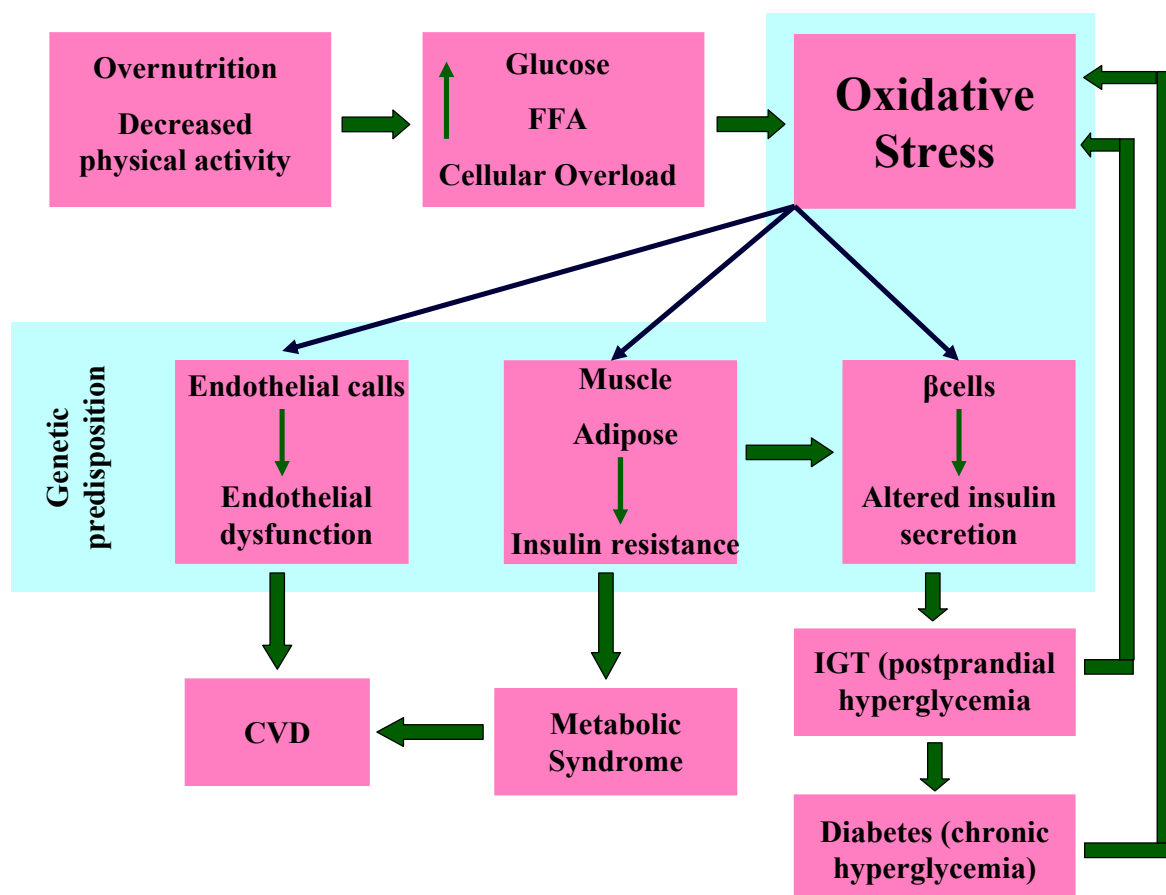 Overnutrition
Decreased
physical activity
Glucose
FFA
Cellular Overload
Oxidative
Stress
Genetic
predisposition
Endothelial calls
Endothelial
dysfunction
Muscle
Adipose
Insulin resistance
βcells
Altered insulin
secretion
CVD
Metabolic
Syndrome
IGT (postprandial
hyperglycemia
Diabetes (chronic
hyperglycemia)